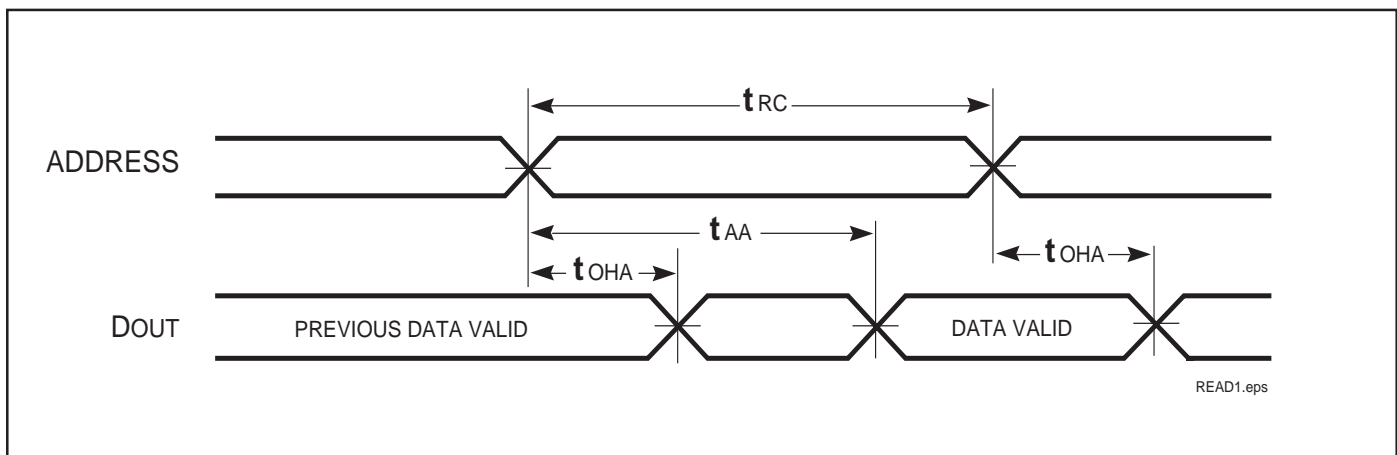 tRC
ADDRESS
tAA
tOHA
tOHA
DOUT
PREVIOUS DATA VALID
DATA VALID
READ1.eps